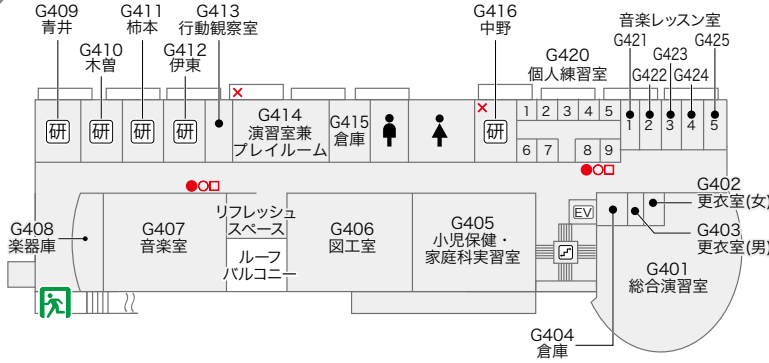 G409
青井
G410
木曽
G411
柿本
G412
伊東
G413
行動観察室
G416
中野
G420
個人練習室
音楽レッスン室
G421
G422
G423
G424
G425
研
研
研
研
G414
演習室兼
プレイルーム
G415
倉庫
研
1 2 3 4 5
6 7 8 9
1 2 3 4 5
G408
楽器庫
G407
音楽室
リフレッシュ
スペース
ルーフ
バルコニー
G406
図工室
G405
小児保健・
家庭科実習室
EV
G402
更衣室(女)
G403
更衣室(男)
G401
総合演習室
G404
倉庫